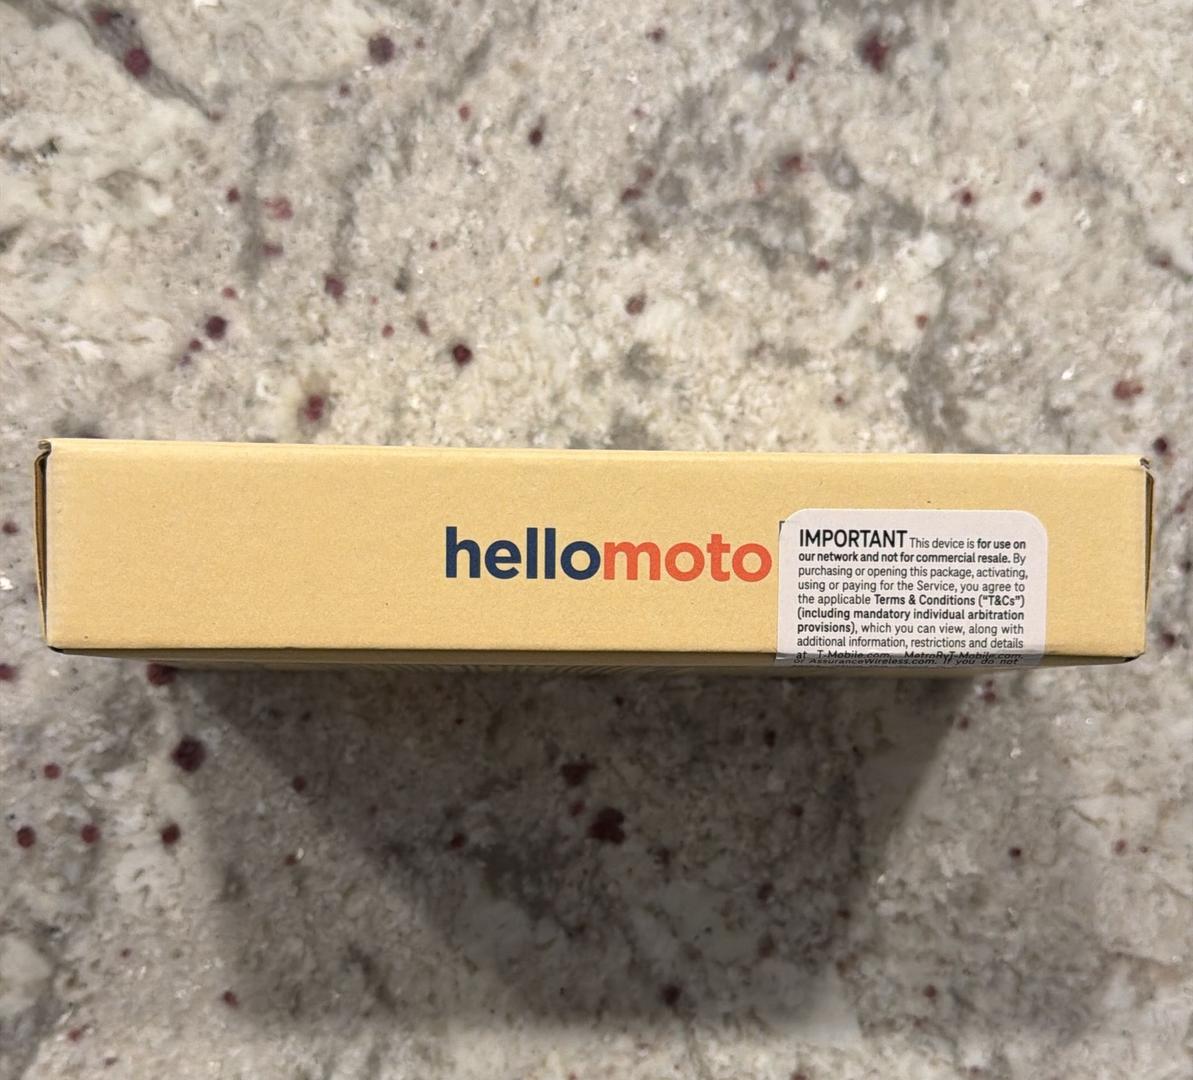 hellomoto
IMPORTANT This device is for use on
our network and not for commercial resale. By
purchasing or opening this package, activating,
using or paying for the Service, you agree to
the applicable Terms & Conditions (“T&Cs”)
(including mandatory individual arbitration
provisions), which you can view, along with
additional information, restrictions and details
at T-Mobile.com, MetroByT-Mobile.com,
or AssuranceWireless.com. If you do not